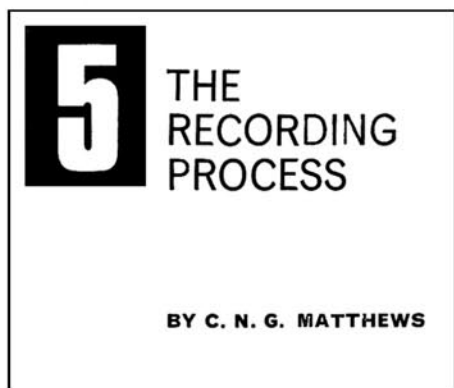 5
THE
RECORDING
PROCESS
BY C. N. G. MATTHEWS